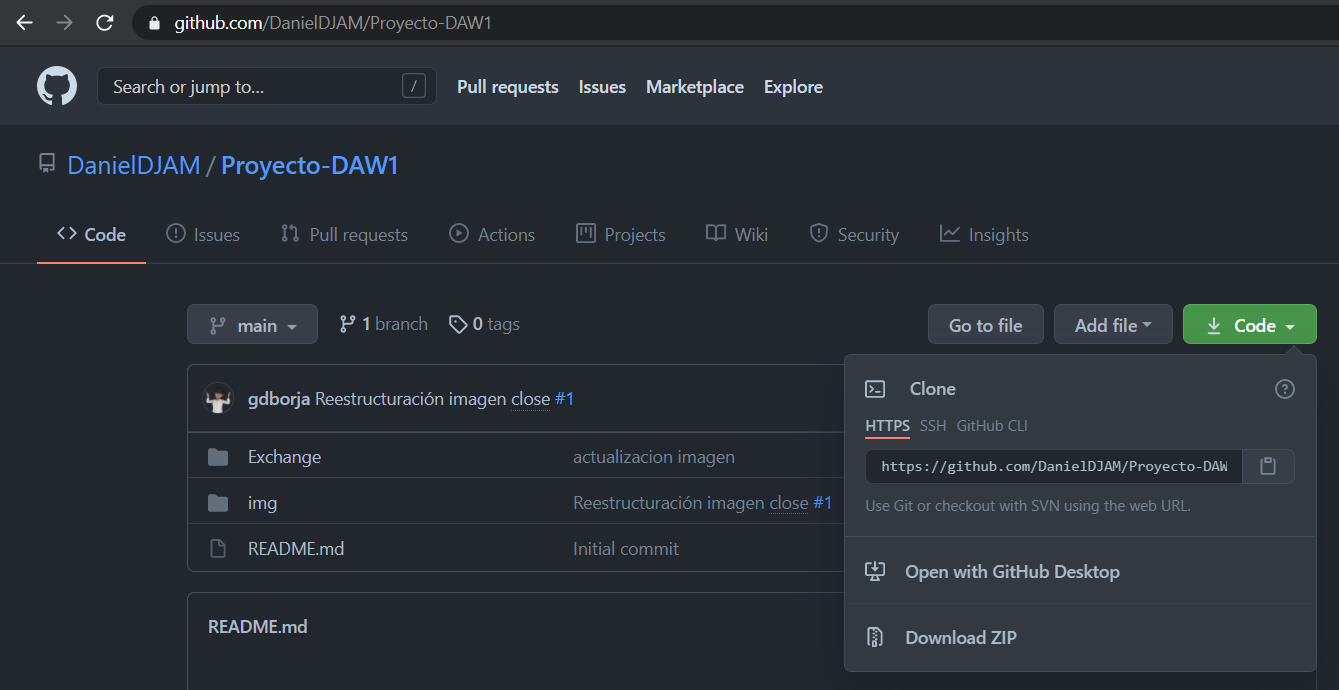 github.com/DanielDJAM/Proyecto-DAW1
Search or jump to... / Pull requests Issues Marketplace Explore
DanielDJAM / Proyecto-DAW1
Code Issues Pull requests Actions Projects Wiki Security Insights
main 1 branch 0 tags Go to file Add file Code
gdborja Reestructuración imagen close #1
Exchange actualizacion imagen
img Reestructuración imagen close #1
README.md Initial commit
README.md
Clone ?
HTTPS SSH GitHub CLI
https://github.com/DanielDJAM/Proyecto-DAW
Use Git or checkout with SVN using the web URL.
Open with GitHub Desktop
Download ZIP